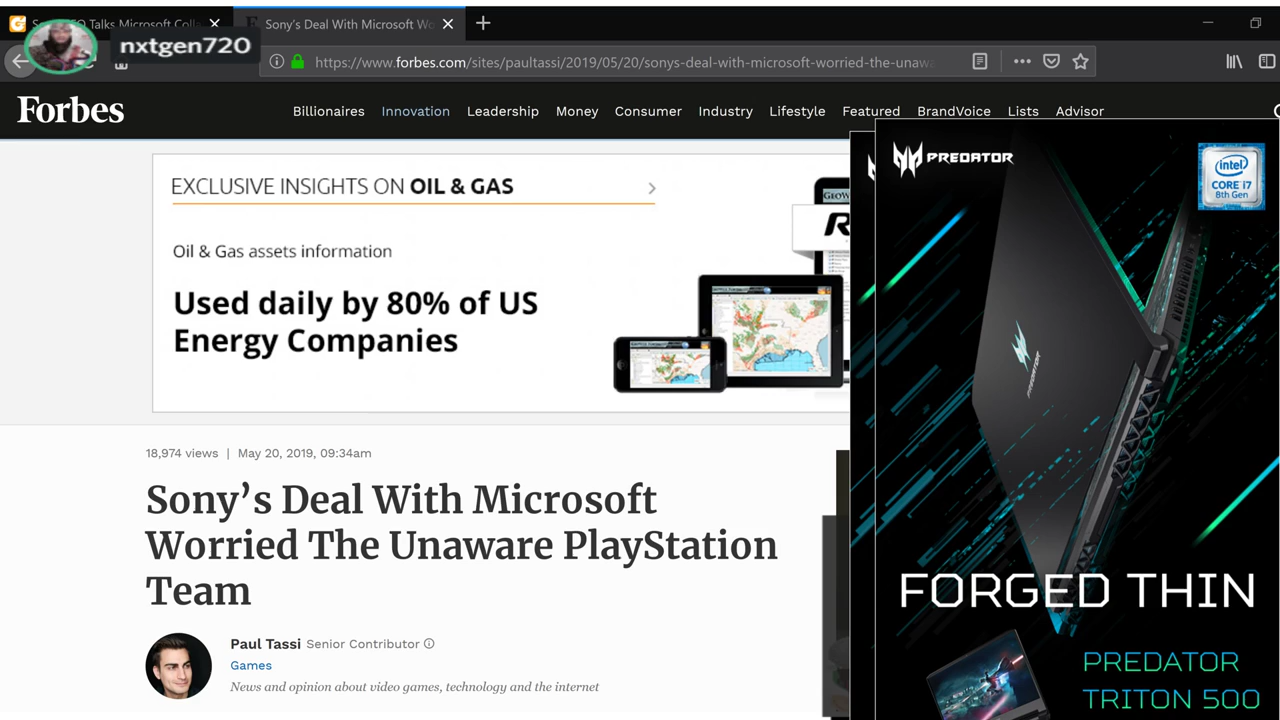 Sony's Deal With Microsoft Wo
nxtgen720
https://www.forbes.com/sites/paultassi/2019/05/20/sonys-deal-with-microsoft-worried-the-unaw
Forbes
Billionaires Innovation Leadership Money Consumer Industry Lifestyle Featured BrandVoice Lists Advisor
EXCLUSIVE INSIGHTS ON OIL & GAS
Oil & Gas assets information
Used daily by 80% of US
Energy Companies
PREDATOR
intel
CORE i7
8th Gen
PREDATOR
FORGED THIN
PREDATOR
TRITON 500
18,974 views | May 20, 2019, 09:34am
Sony’s Deal With Microsoft
Worried The Unaware PlayStation
Team
Paul Tassi Senior Contributor
Games
News and opinion about video games, technology and the internet